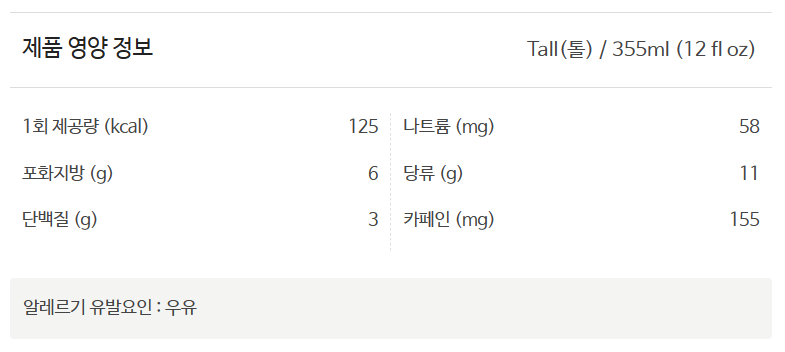 제품 영양 정보 Tall(톨) / 355ml (12 fl oz)
1회 제공량 (kcal) 125 나트륨 (mg) 58
포화지방 (g) 6 당류 (g) 11
단백질 (g) 3 카페인 (mg) 155
알레르기 유발요인 : 우유